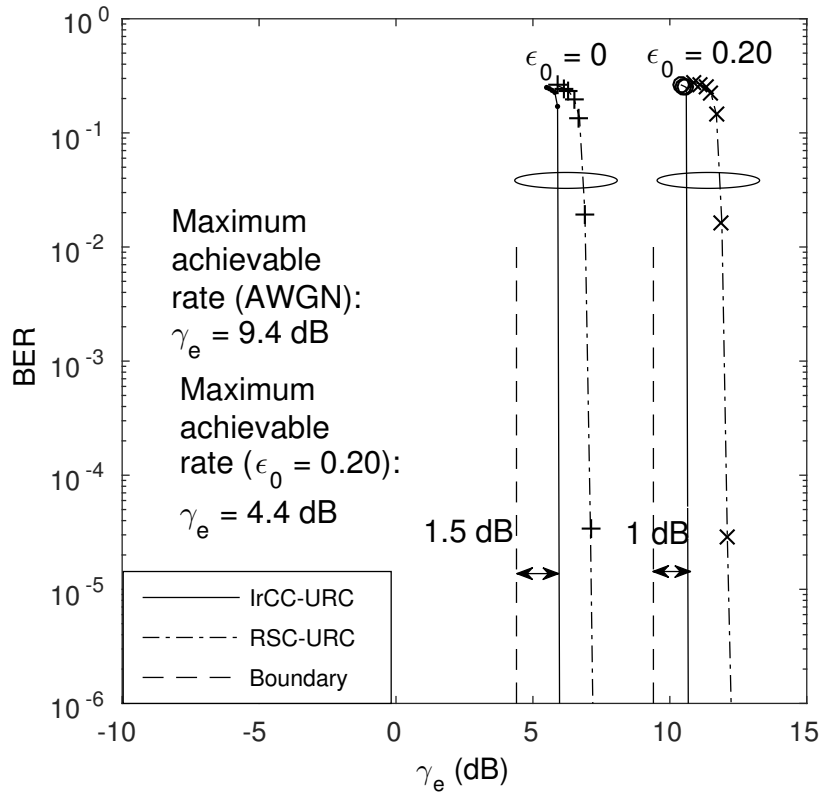 10^0
10^-1
10^-2
10^-3
10^-4
10^-5
10^-6
BER
ϵ_0 = 0
ϵ_0 = 0.20
Maximum
achievable
rate (AWGN):
γ_e = 9.4 dB
Maximum
achievable
rate (ϵ_0 = 0.20):
γ_e = 4.4 dB
1.5 dB
1 dB
IrCC-URC
RSC-URC
Boundary
-10
-5
0
5
10
15
γ_e (dB)